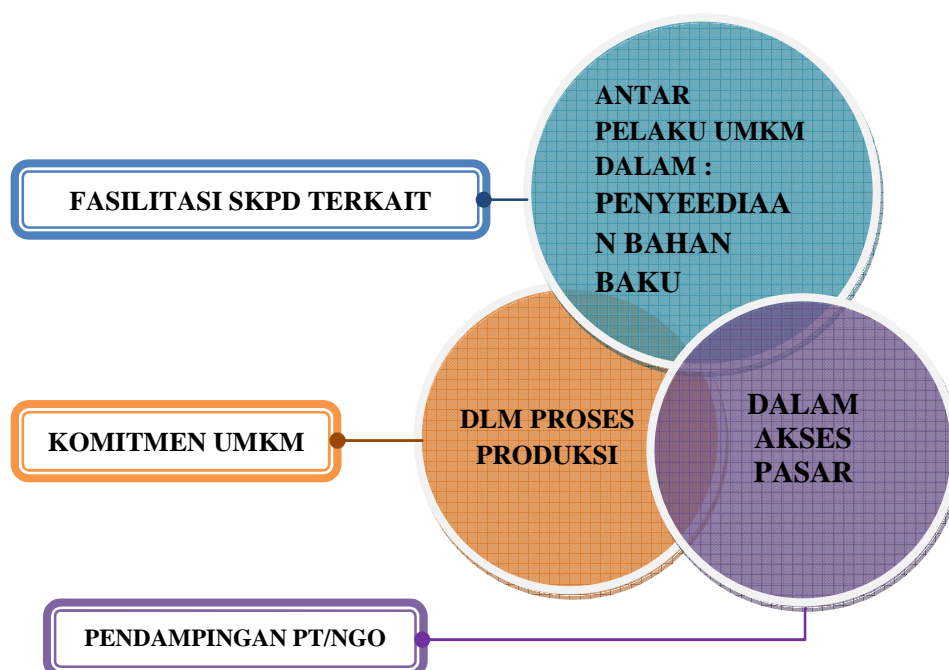 ANTAR
PELAKU UMKM
DALAM :
PENYEEDIAA
N BAHAN
BAKU
FASILITASI SKPD TERKAIT
DLM PROSES
PRODUKSI
DALAM
AKSES
PASAR
KOMITMEN UMKM
PENDAMPINGAN PT/NGO